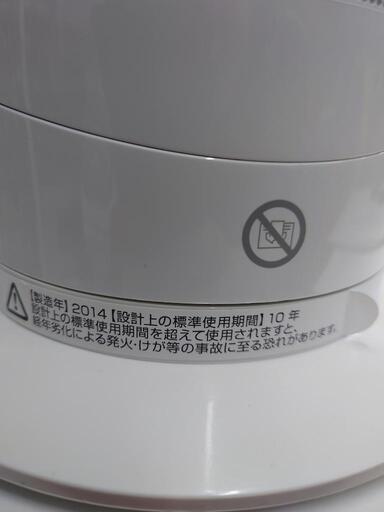 【製造年】2014【設計上の標準使用期間】10年
設計上の標準使用期間を超えて使用されますと、
経年劣化による発火・けが等の事故に至る恐れがあります。